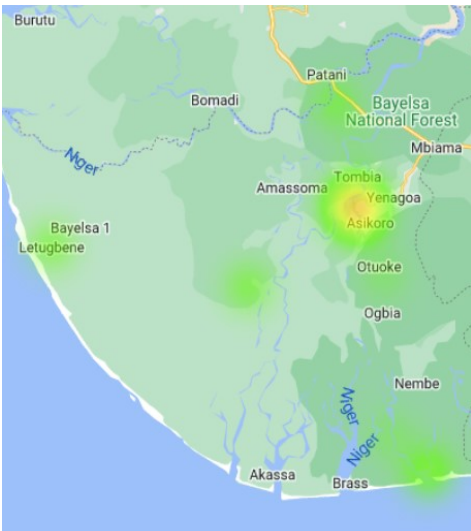 Burutu
Patani
Bomadi
Bayelsa
National Forest
Mbiama
Niger
Tombia
Amassoma
Yenagoa
Asikoro
Bayelsa 1
Letugbene
Otuoke
Ogbia
Nembe
Niger
Niger
Akassa
Brass